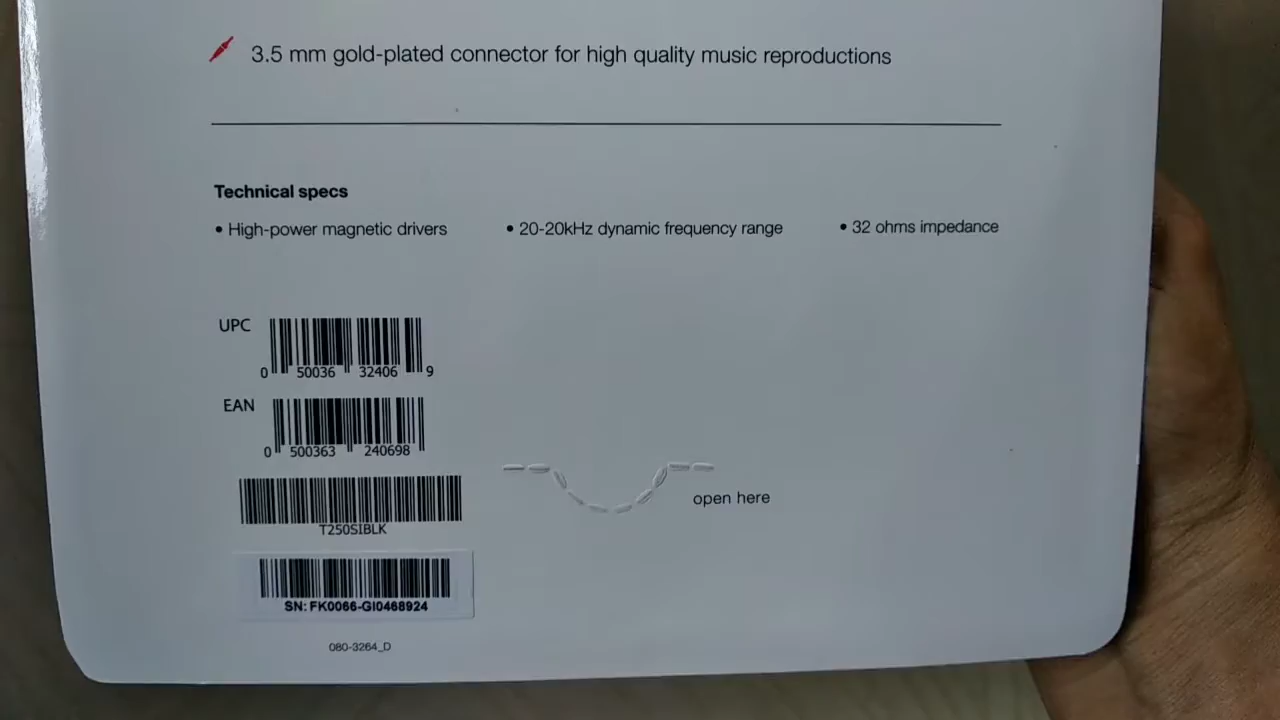 3.5 mm gold-plated connector for high quality music reproductions
Technical specs
• High-power magnetic drivers • 20-20kHz dynamic frequency range • 32 ohms impedance
UPC
0 50036 32406 9
EAN
0 500363 240698
T250SIBLK
open here
SN: FK0066-GI0468924
080-3264_D